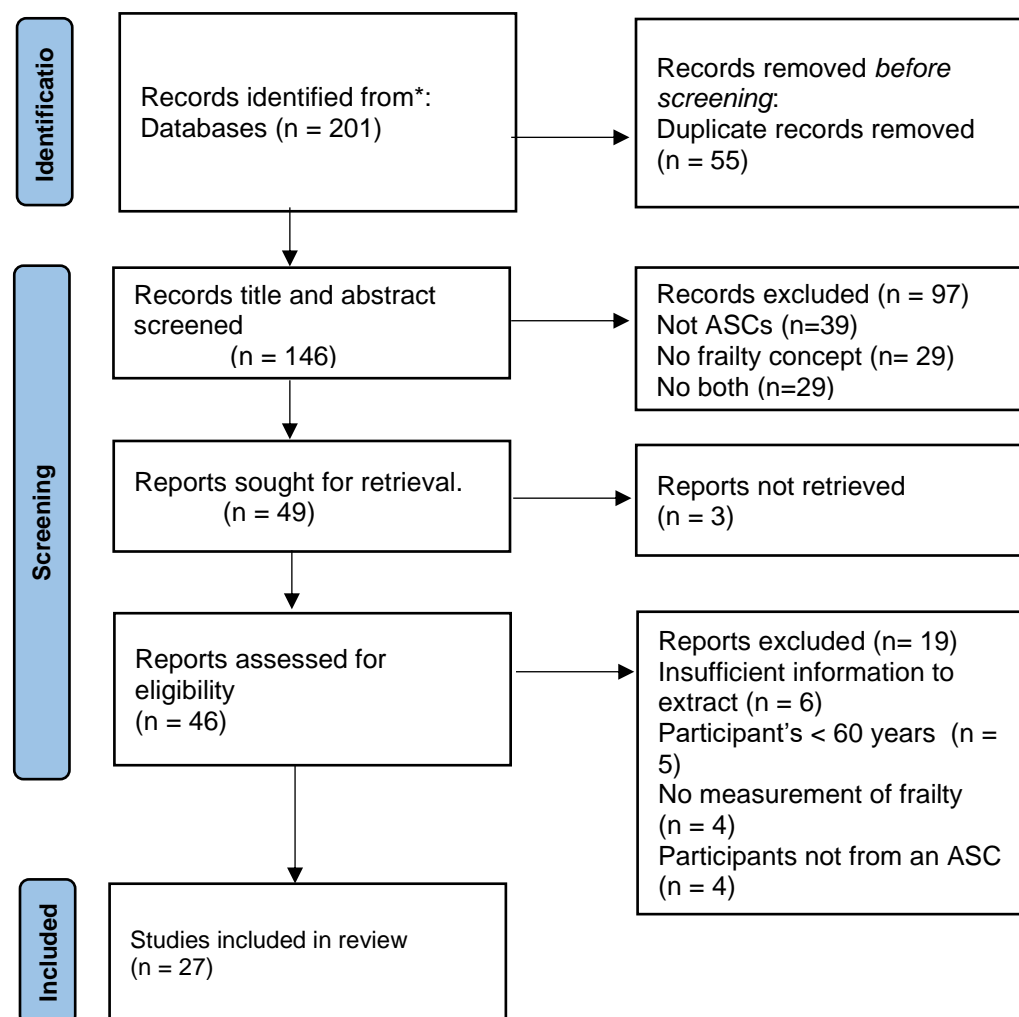 Identificatio
Records identified from*:
Databases (n = 201)
Records removed before
screening:
Duplicate records removed
(n = 55)
Screening
Records title and abstract
screened
(n = 146)
Records excluded (n = 97)
Not ASCs (n=39)
No frailty concept (n= 29)
No both (n=29)
Reports sought for retrieval.
(n = 49)
Reports not retrieved
(n = 3)
Reports assessed for
eligibility
(n = 46)
Reports excluded (n= 19)
Insufficient information to
extract (n = 6)
Participant’s < 60 years  (n =
5)
No measurement of frailty
(n = 4)
Participants not from an ASC
(n = 4)
Included
Studies included in review
(n = 27)